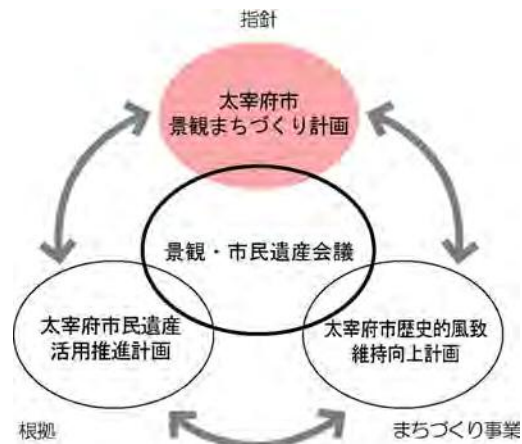 指針
太宰府市
景観まちづくり計画
景観・市民遺産会議
太宰府市民遺産
活用推進計画
太宰府市歴史的風致
維持向上計画
根拠
まちづくり事業